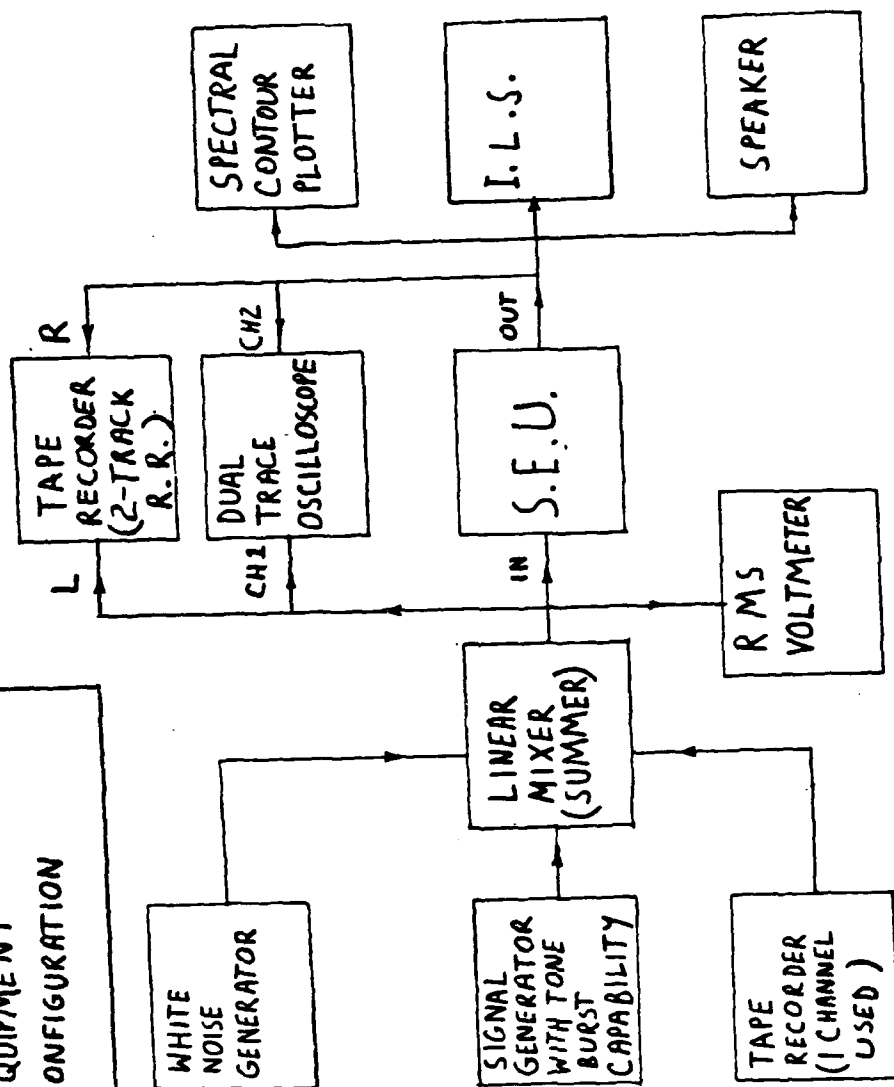 QUIPMENT
ONFIGURATION
WHITE
NOISE
GENERATOR
SIGNAL
GENERATOR
WITH TONE
BURST
CAPABILITY
TAPE
RECORDER
(1 CHANNEL
USED)
LINEAR
MIXER
(SUMMER)
L
TAPE
RECORDER
(2-TRACK
R.R.)
R
CH1
DUAL
TRACE
OSCILLOSCOPE
CH2
IN
S.E.U.
OUT
RMS
VOLTMETER
SPECTRAL
CONTOUR
PLOTTER
I.L.S.
SPEAKER